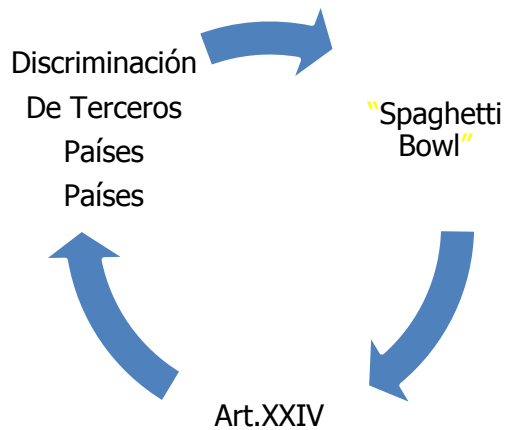 Discriminación
De Terceros
Países
Países
"Spaghetti
Bowl"
Art.XXIV